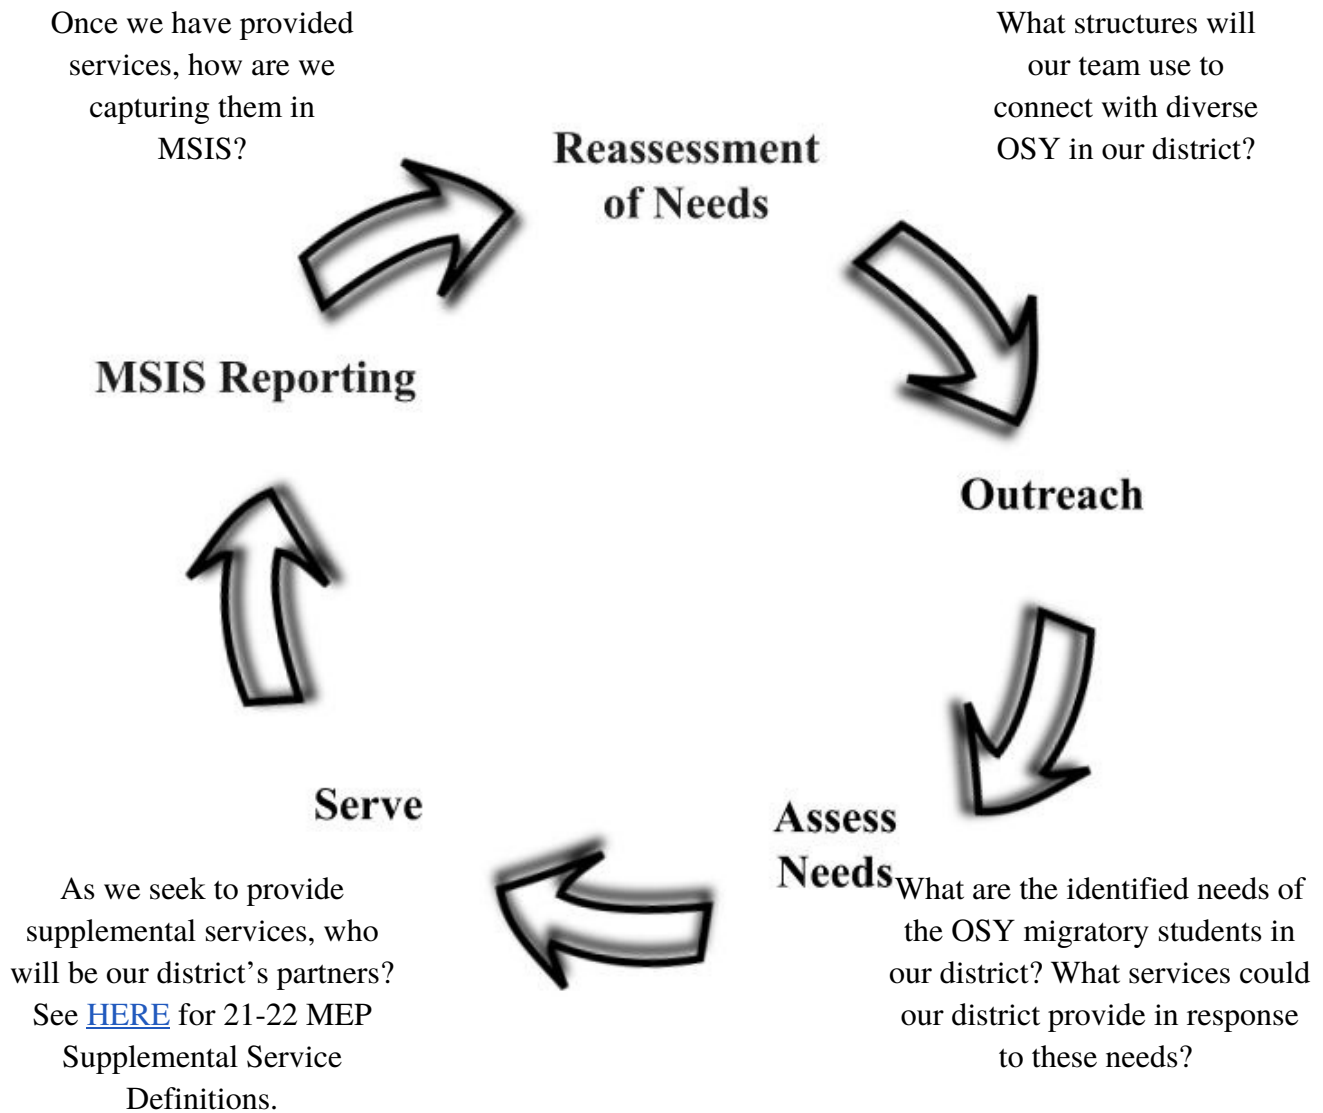 Once we have provided
services, how are we
capturing them in
MSIS?
What structures will
our team use to
connect with diverse
OSY in our district?
Reassessment
of Needs
MSIS Reporting
Outreach
Serve
Assess
Needs
As we seek to provide
supplemental services, who
will be our district’s partners?
See HERE for 21-22 MEP
Supplemental Service
Definitions.
What are the identified needs of
the OSY migratory students in
our district? What services could
our district provide in response
to these needs?